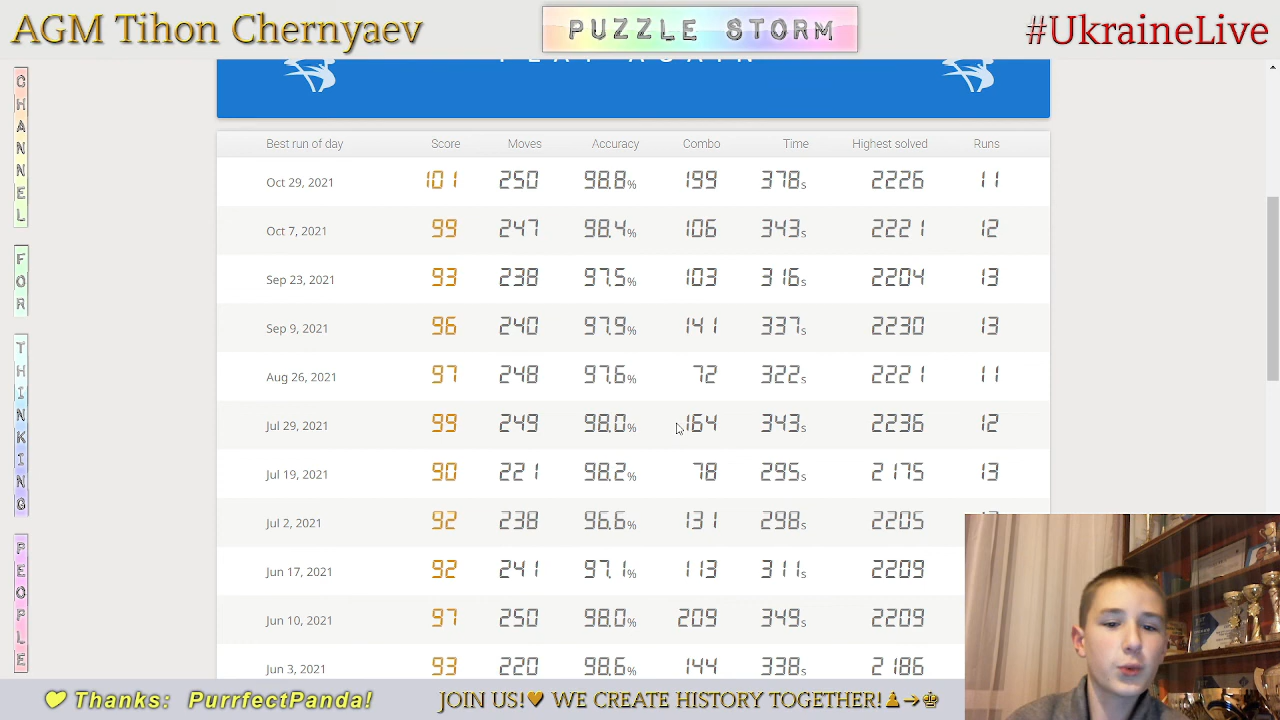 AGM Tihon Chernyaev
PUZZLE STORM
#UkraineLive
CHANNEL
FOR
THINKING
PEOPLE
PLAY AGAIN
Best run of day Score Moves Accuracy Combo Time Highest solved Runs
Oct 29, 2021 101 250 98.8% 199 378s 2226 11
Oct 7, 2021 99 247 98.4% 106 343s 2221 12
Sep 23, 2021 93 238 97.5% 103 316s 2204 13
Sep 9, 2021 96 240 97.9% 141 337s 2230 13
Aug 26, 2021 97 248 97.6% 72 322s 2221 11
Jul 29, 2021 99 249 98.0% 164 343s 2236 12
Jul 19, 2021 90 221 98.2% 78 295s 2175 13
Jul 2, 2021 92 238 96.6% 131 298s 2205
Jun 17, 2021 92 241 97.1% 113 311s 2209
Jun 10, 2021 97 250 98.0% 209 349s 2209
Jun 3, 2021 93 220 98.6% 144 338s 2186
Thanks: PurrfectPanda!
JOIN US! WE CREATE HISTORY TOGETHER!